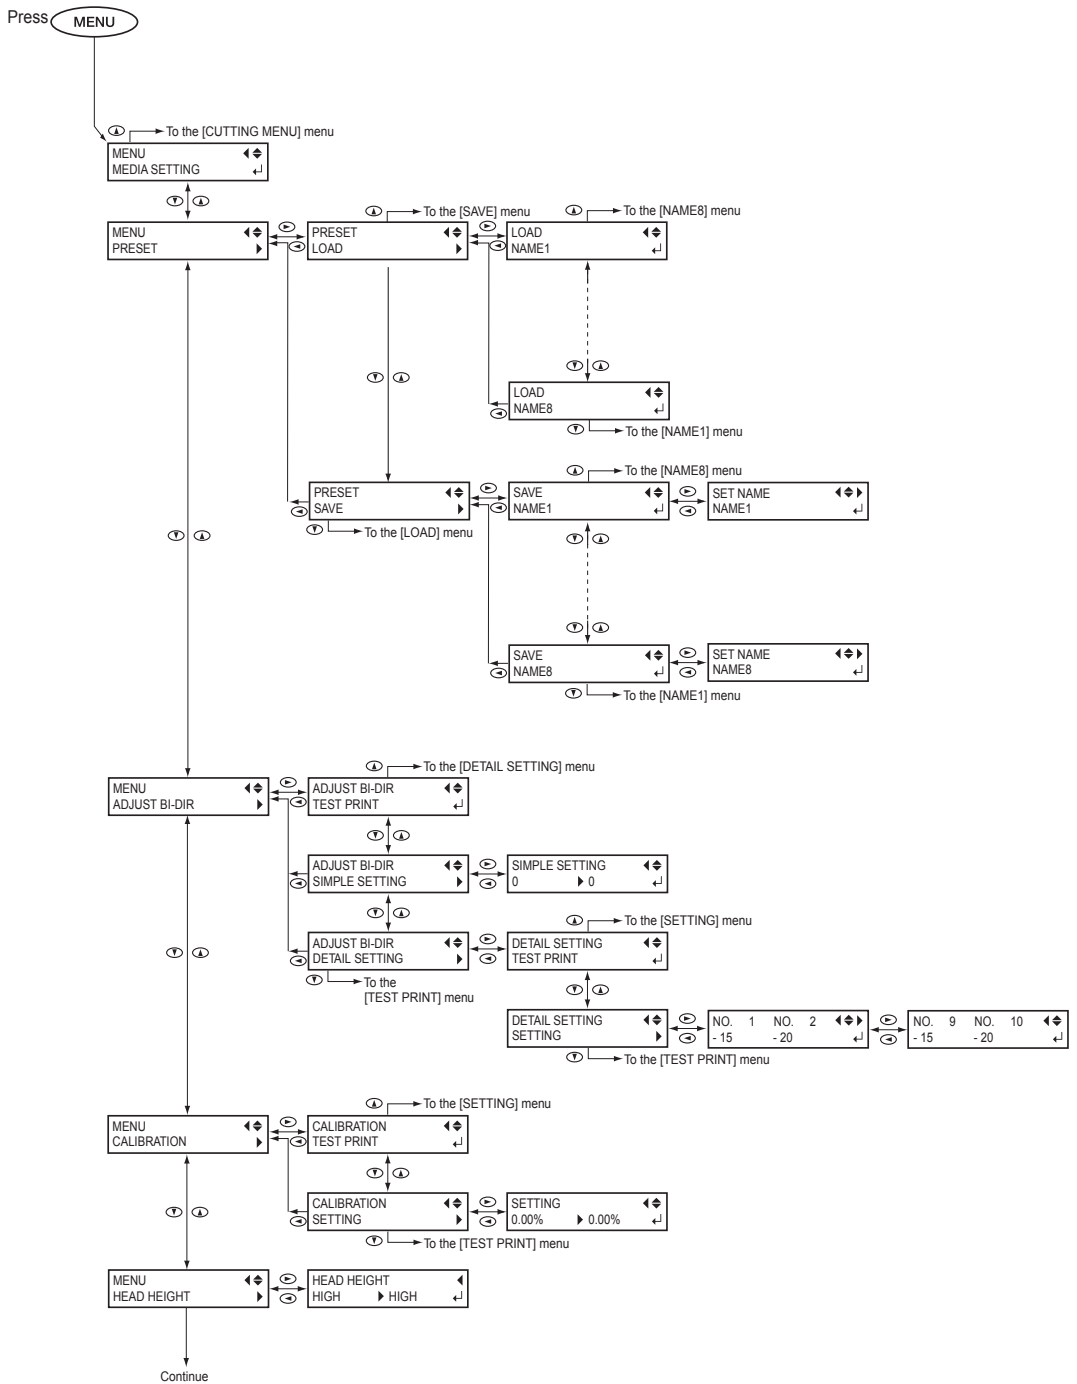 Press MENU
To the [CUTTING MENU] menu
MENU
MEDIA SETTING
To the [SAVE] menu
To the [NAME8] menu
MENU
PRESET
PRESET
LOAD
LOAD
NAME1
LOAD
NAME8
To the [NAME1] menu
To the [NAME8] menu
PRESET
SAVE
SAVE
NAME1
SET NAME
NAME1
To the [LOAD] menu
SAVE
NAME8
SET NAME
NAME8
To the [NAME1] menu
To the [DETAIL SETTING] menu
MENU
ADJUST BI-DIR
ADJUST BI-DIR
TEST PRINT
ADJUST BI-DIR
SIMPLE SETTING
SIMPLE SETTING
0 0
To the [SETTING] menu
ADJUST BI-DIR
DETAIL SETTING
DETAIL SETTING
TEST PRINT
To the
[TEST PRINT] menu
DETAIL SETTING
SETTING
NO. 1 NO. 2
- 15 - 20
NO. 9 NO. 10
- 15 - 20
To the [TEST PRINT] menu
To the [SETTING] menu
MENU
CALIBRATION
CALIBRATION
TEST PRINT
CALIBRATION
SETTING
SETTING
0.00% 0.00%
To the [TEST PRINT] menu
MENU
HEAD HEIGHT
HEAD HEIGHT
HIGH HIGH
Continue